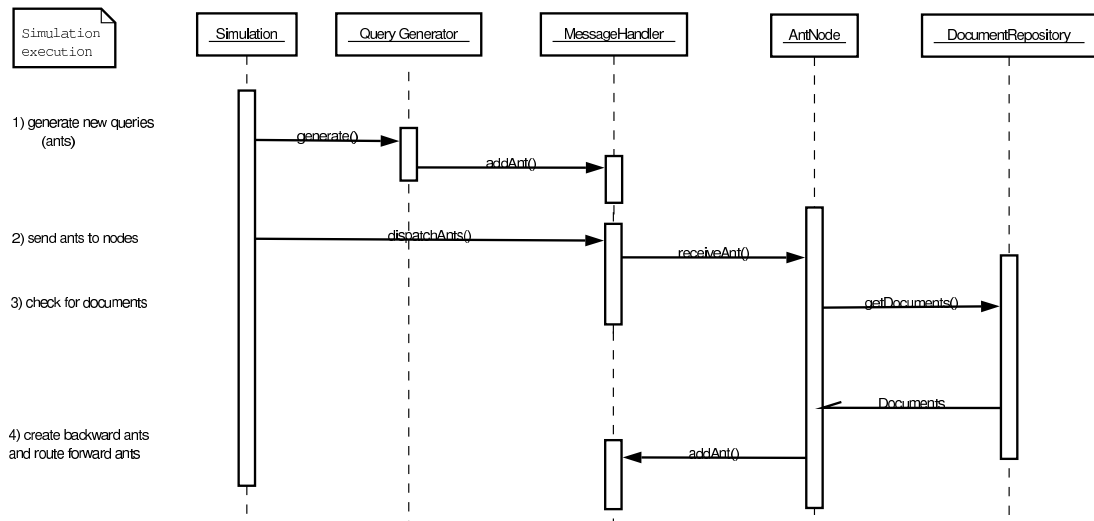 Simulation
execution
Simulation
Query Generator
MessageHandler
AntNode
DocumentRepository
1) generate new queries
(ants)
generate()
addAnt()
2) send ants to nodes
dispatchAnts()
receiveAnt()
3) check for documents
getDocuments()
Documents
4) create backward ants
and route forward ants
addAnt()